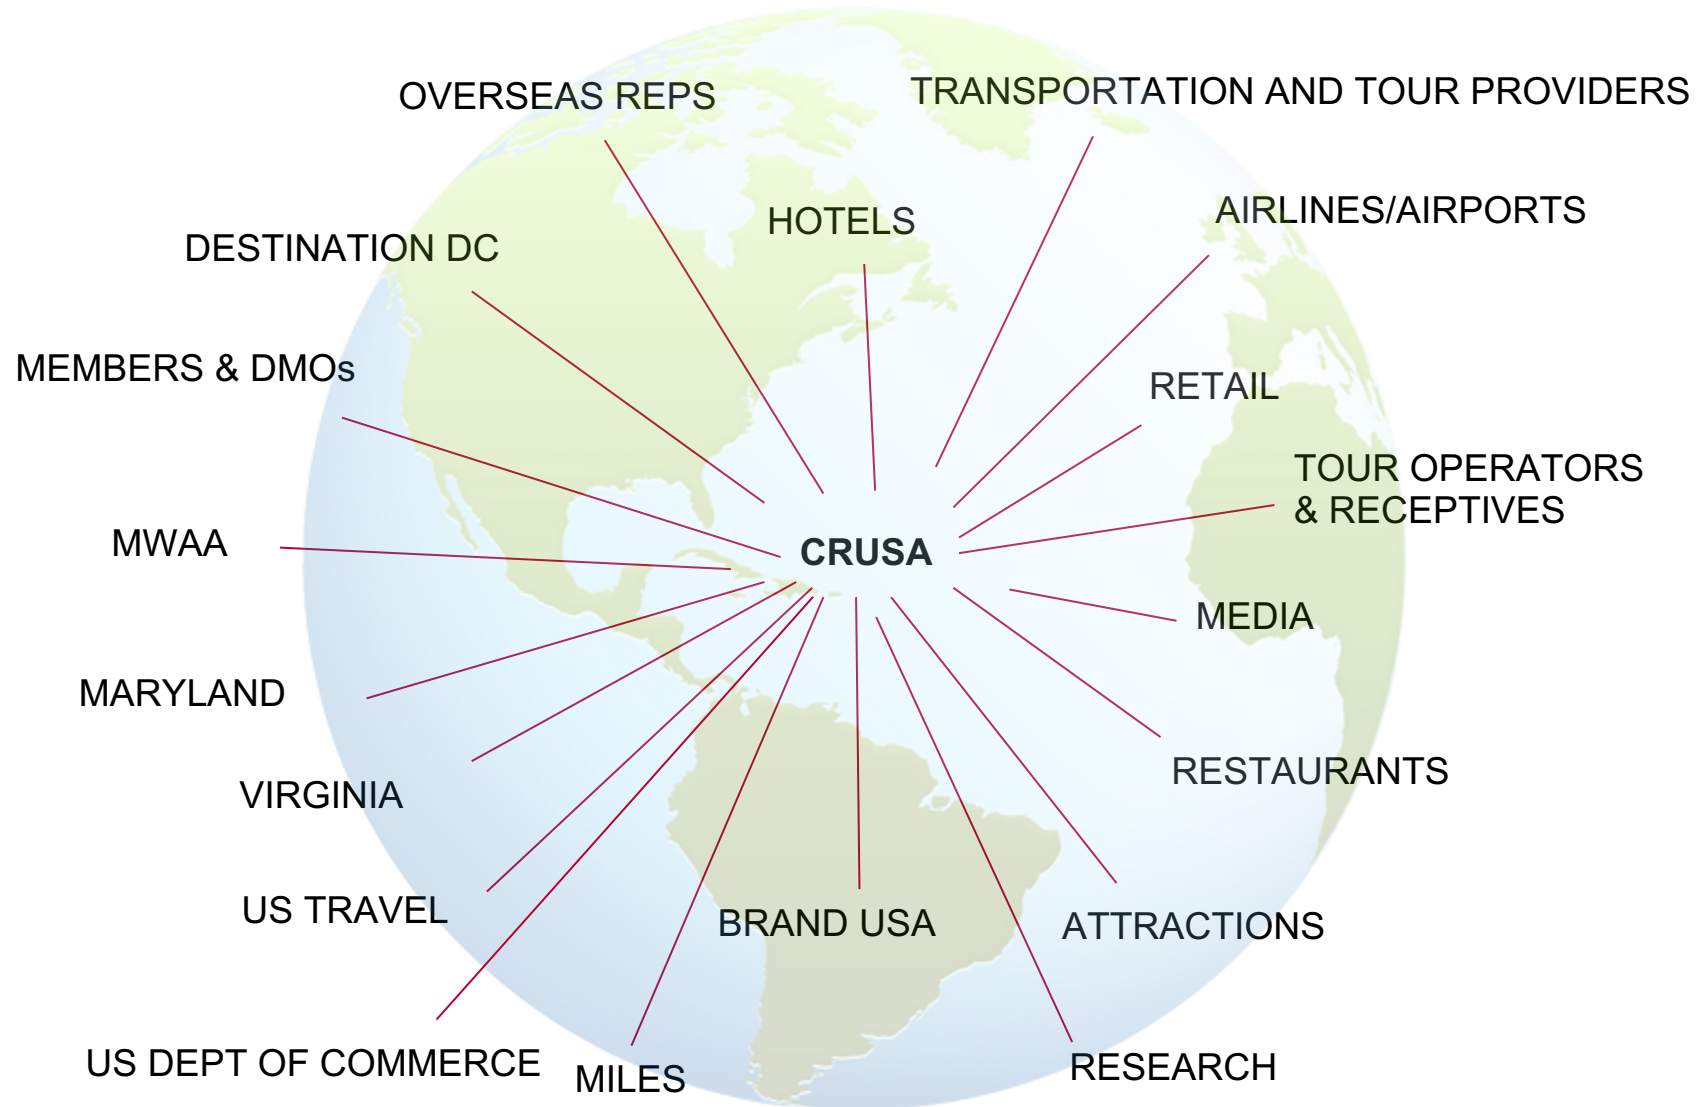 TRANSPORTATION AND TOUR PROVIDERS
OVERSEAS REPS
AIRLINES/AIRPORTS
HOTELS
DESTINATION DC
MEMBERS & DMOs
RETAIL
TOUR OPERATORS
& RECEPTIVES
MWAA
CRUSA
MEDIA
MARYLAND
RESTAURANTS
VIRGINIA
US TRAVEL
BRAND USA
ATTRACTIONS
US DEPT OF COMMERCE
MILES
RESEARCH